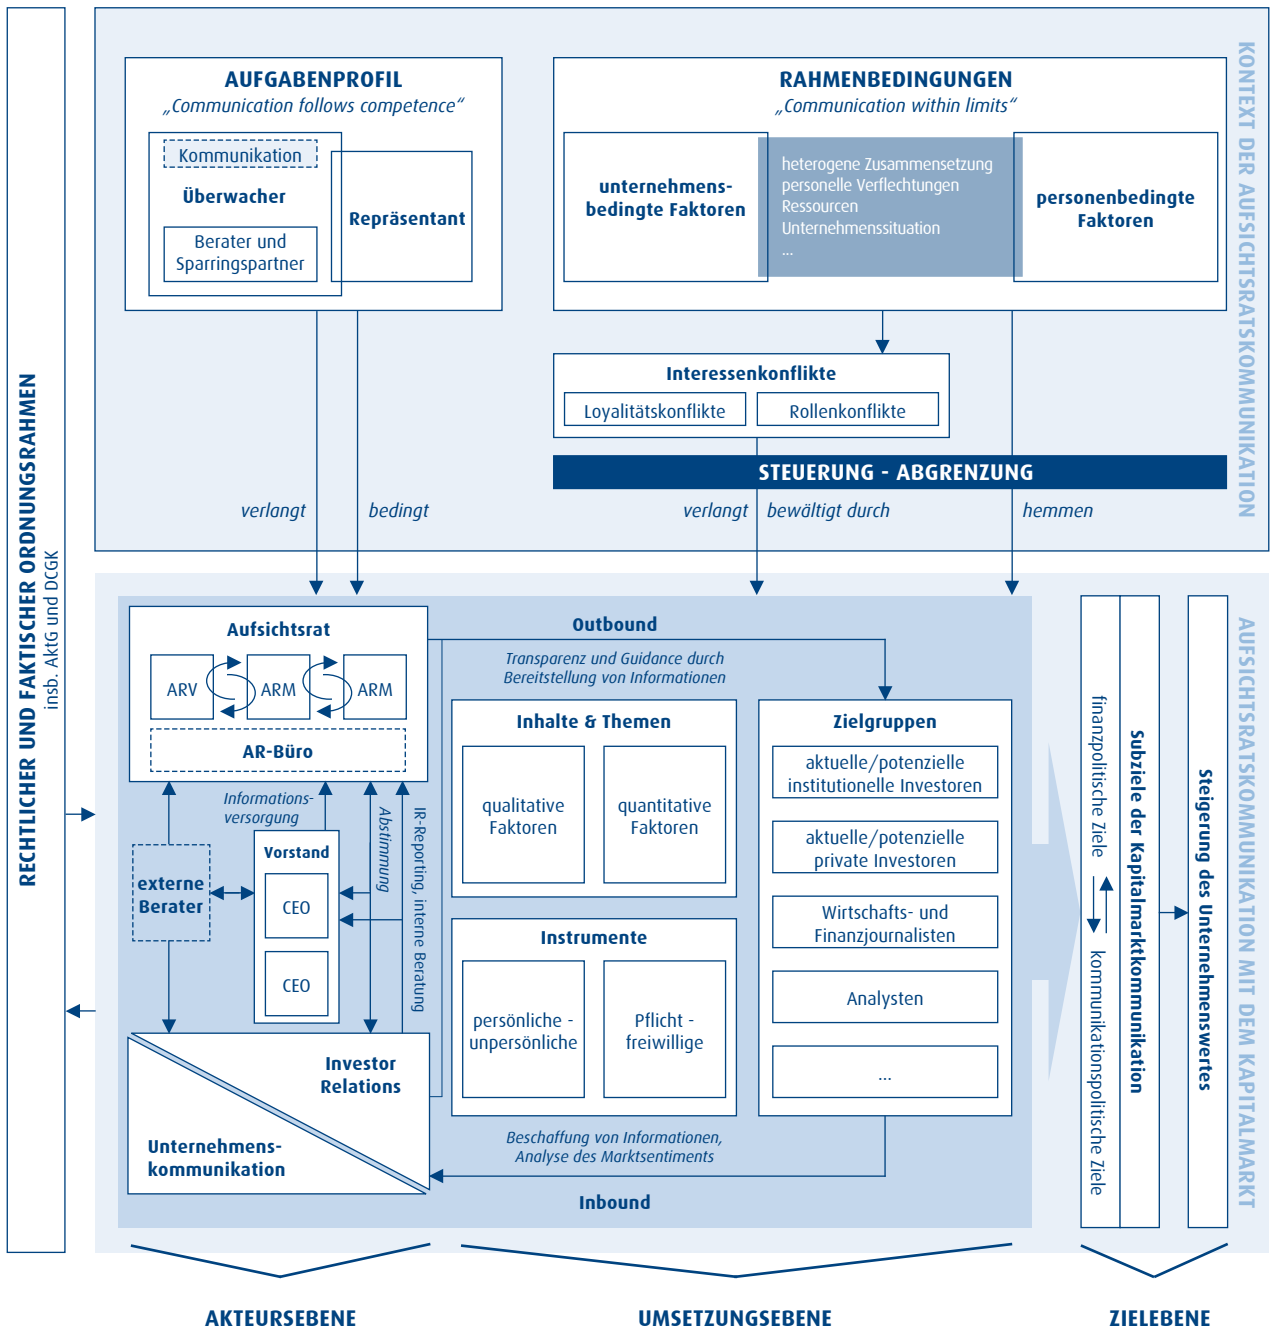 RECHTLICHER UND FAKTISCHER ORDNUNGSRAHMEN
insb. AktG und DCGK
KONTEXT DER AUFSICHTSRATSKOMMUNIKATION
AUFGABENPROFIL
„Communication follows competence“
Kommunikation
Überwacher
Berater und
Sparringspartner
Repräsentant
RAHMENBEDINGUNGEN
„Communication within limits“
unternehmens-
bedingte Faktoren
heterogene Zusammensetzung
personelle Verflechtungen
Ressourcen
Unternehmenssituation
...
personenbedingte
Faktoren
Interessenkonflikte
Loyalitätskonflikte
Rollenkonflikte
STEUERUNG - ABGRENZUNG
verlangt
bedingt
verlangt
bewältigt durch
hemmen
AUFSICHTSRATSKOMMUNIKATION MIT DEM KAPITALMARKT
Aufsichtsrat
ARV
ARM
ARM
AR-Büro
Informations-
versorgung
Abstimmung
IR-Reporting, interne Beratung
externe
Berater
Vorstand
CEO
CEO
Investor
Relations
Unternehmens-
kommunikation
Outbound
Transparenz und Guidance durch
Bereitstellung von Informationen
Inhalte & Themen
qualitative
Faktoren
quantitative
Faktoren
Instrumente
persönliche -
unpersönliche
Pflicht -
freiwillige
Zielgruppen
aktuelle/potenzielle
institutionelle Investoren
aktuelle/potenzielle
private Investoren
Wirtschafts- und
Finanzjournalisten
Analysten
...
Beschaffung von Informationen,
Analyse des Marktsentiments
Inbound
finanzpolitische Ziele
kommunikationspolitische Ziele
Subziele der Kapitalmarktkommunikation
Steigerung des Unternehmenswertes
AKTEURSEBENE
UMSETZUNGSEBENE
ZIELEBENE